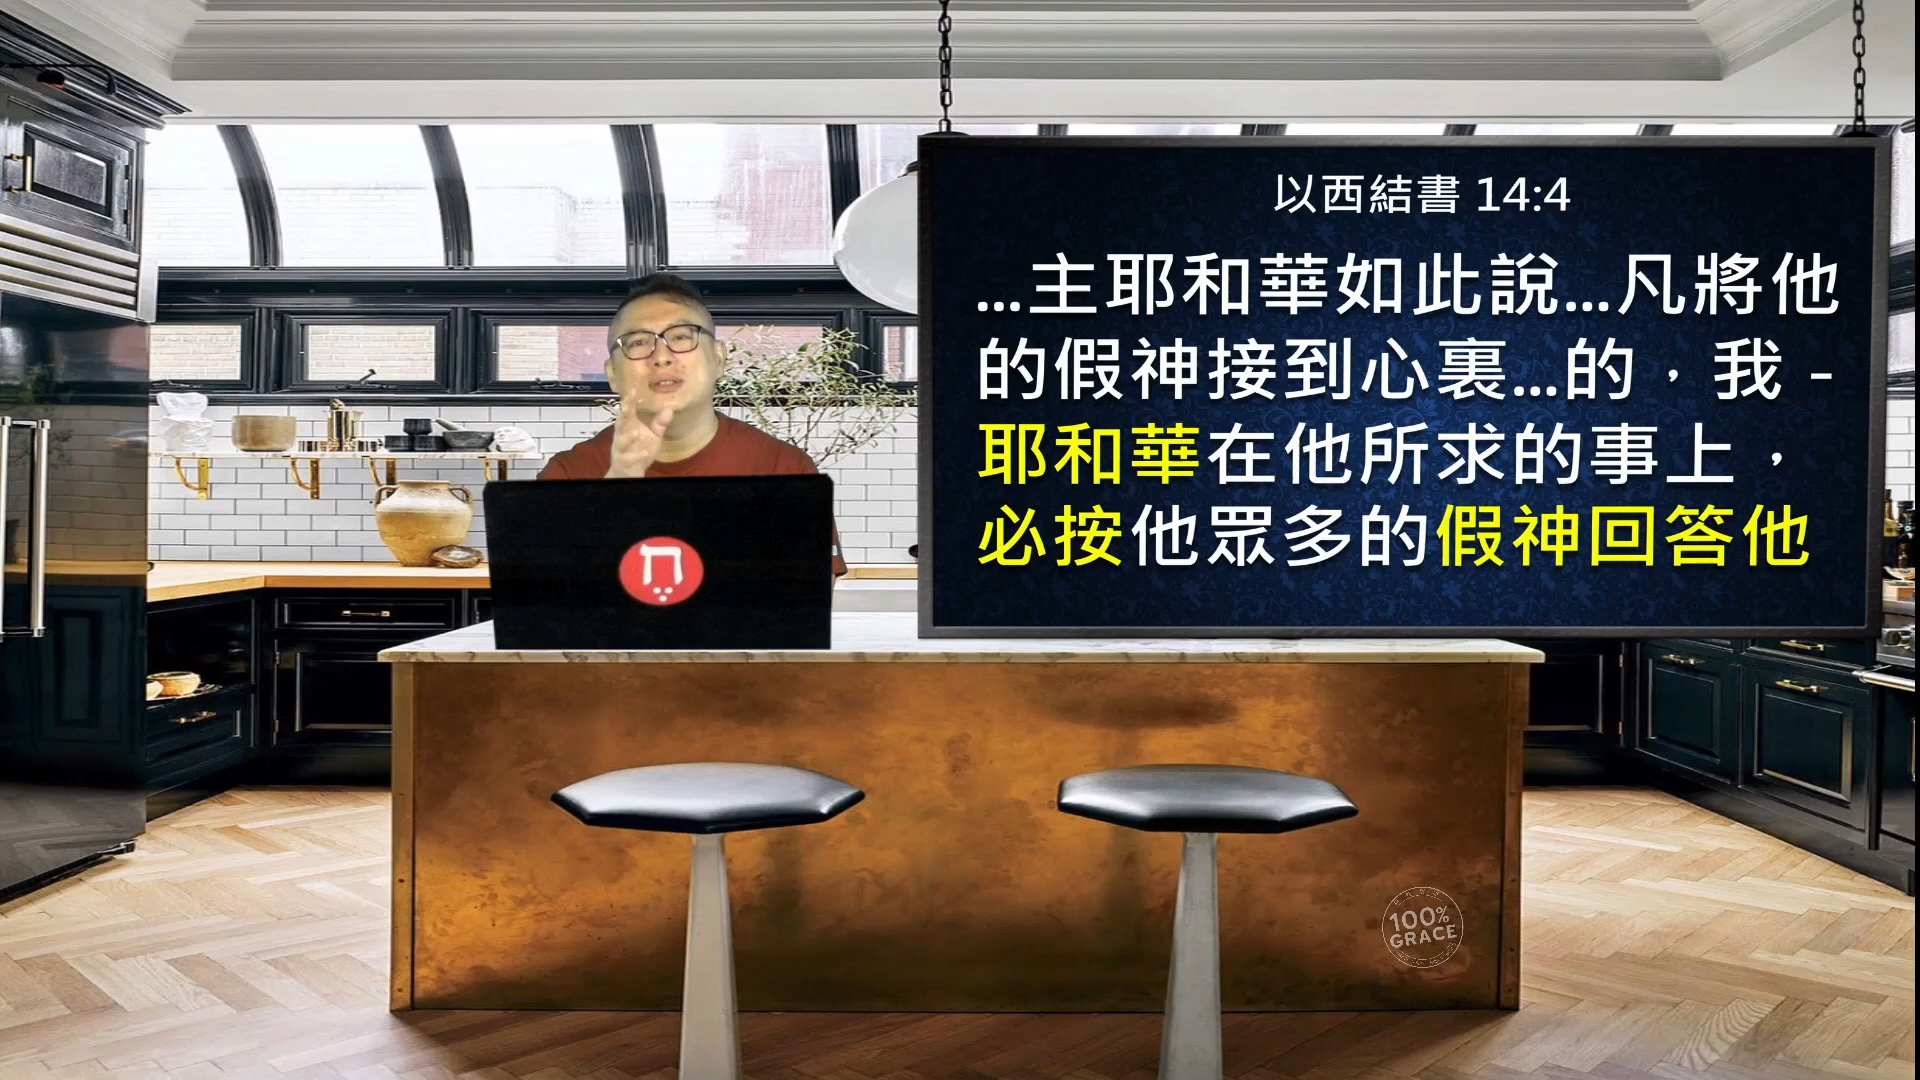 以西結書 14:4
...主耶和華如此說...凡將他
的假神接到心裏...的，我 -
耶和華在他所求的事上，
必按他眾多的假神回答他
ת
100%
GRACE